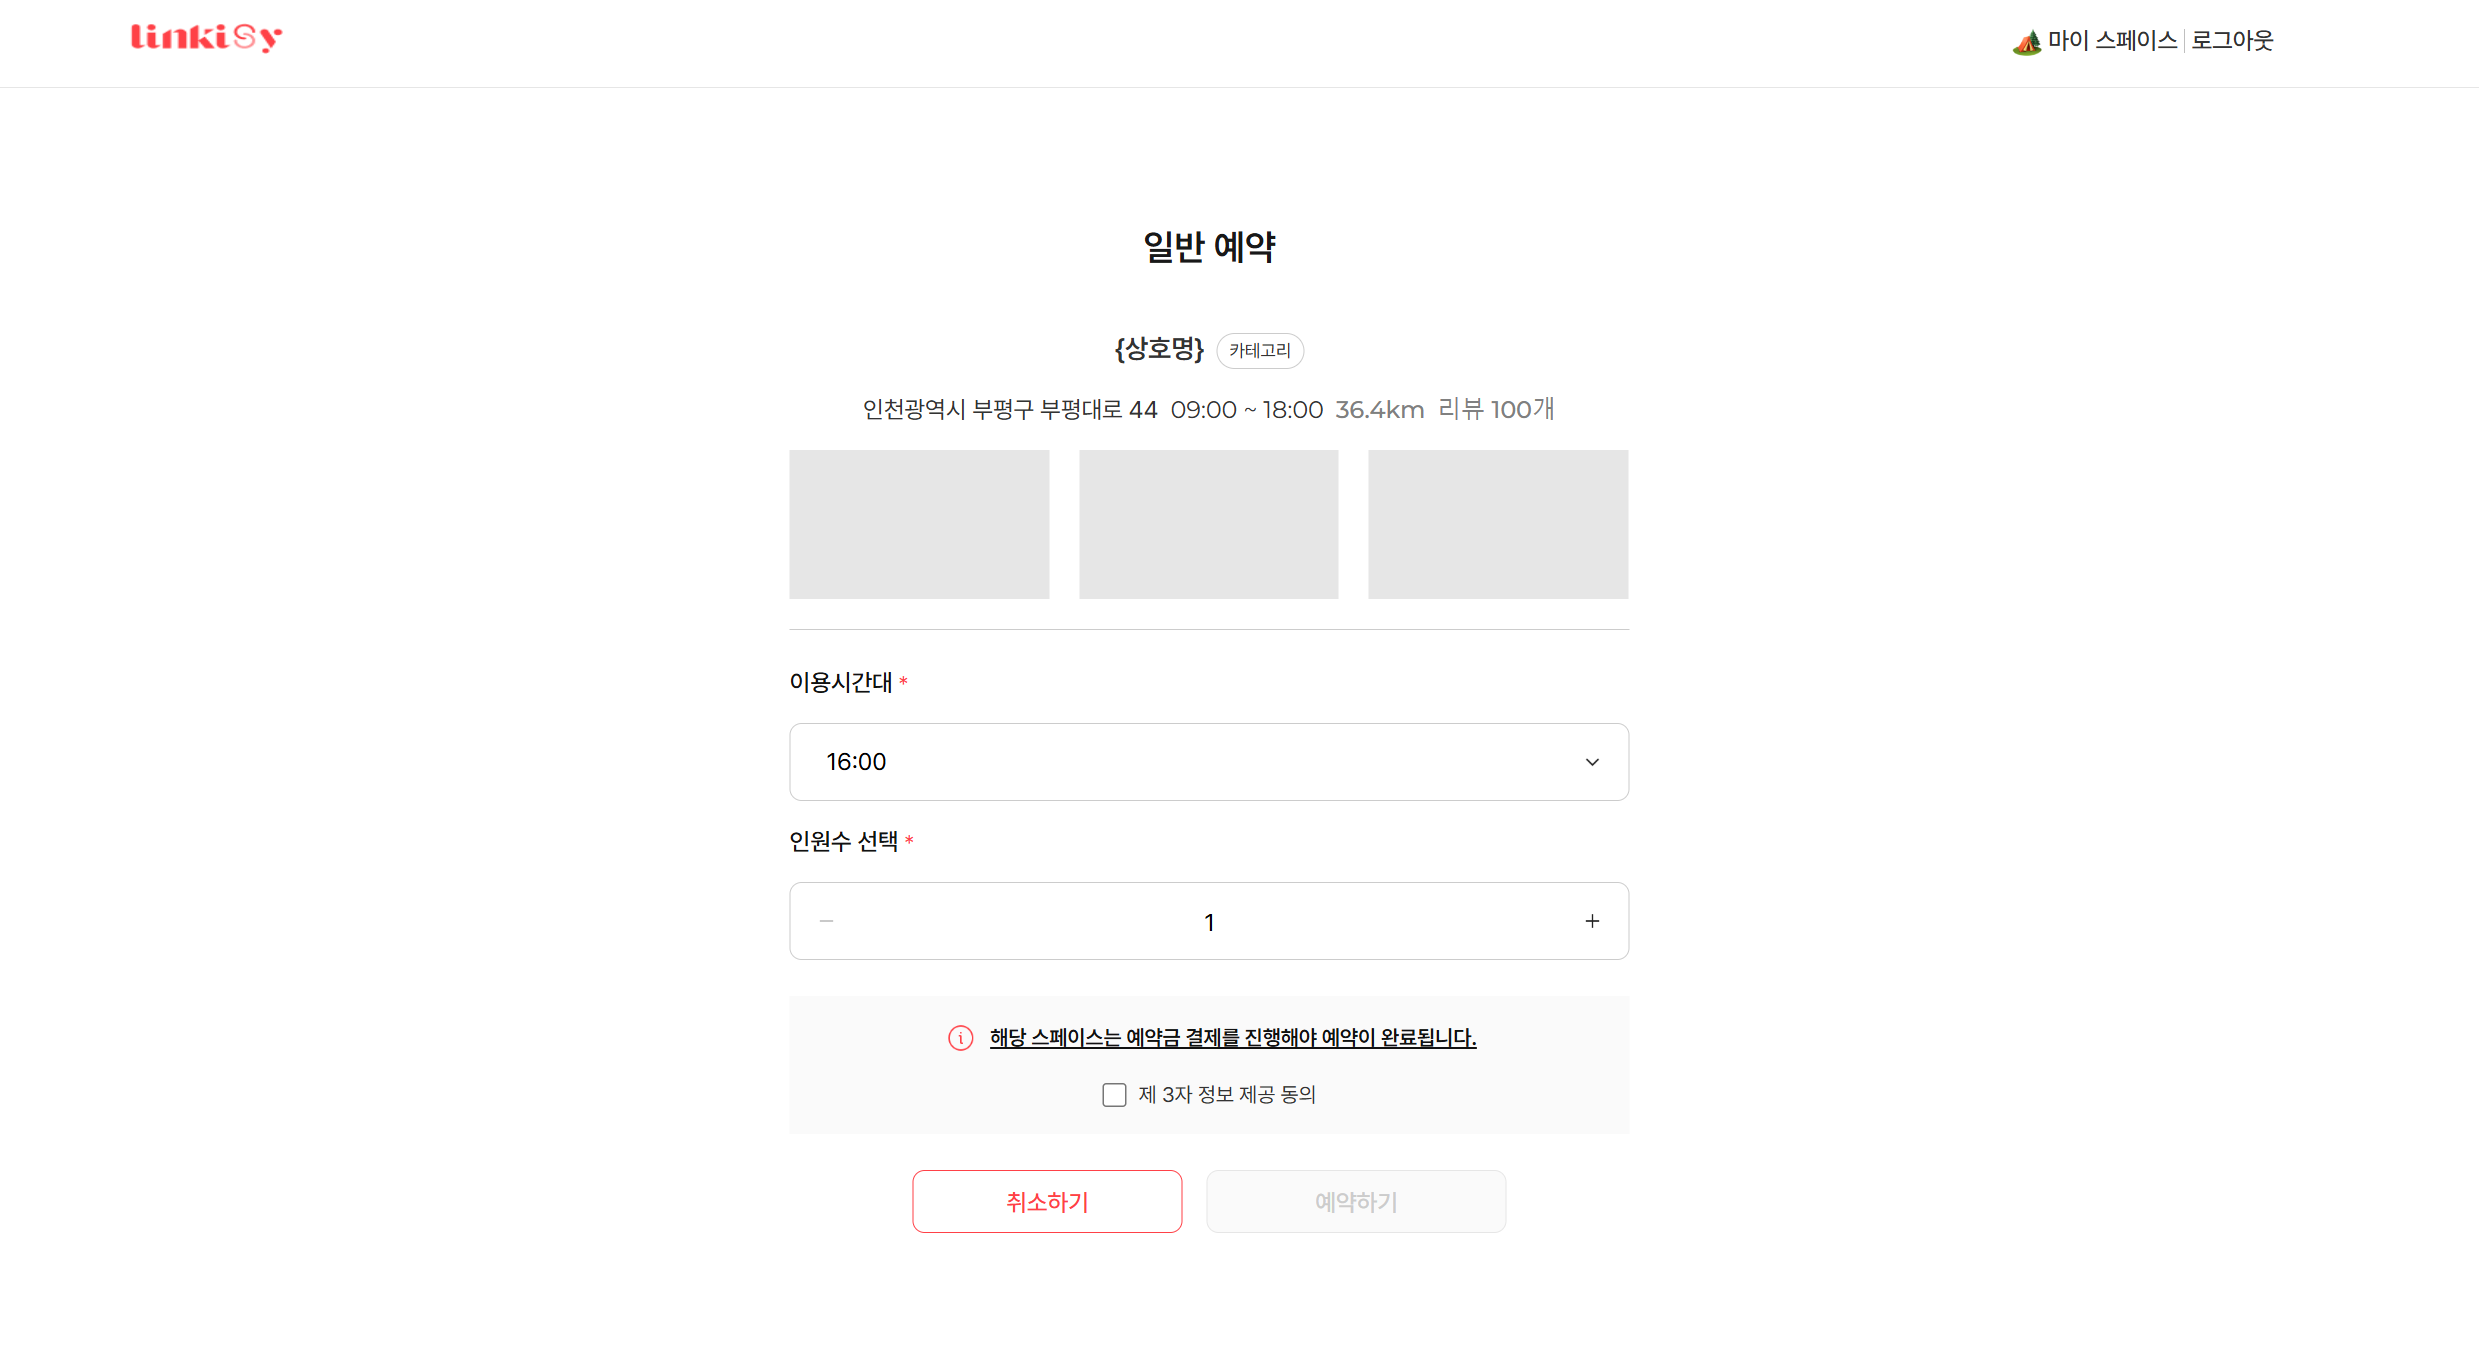 linkisy
마이 스페이스 로그아웃
일반 예약
{상호명} 카테고리
인천광역시 부평구 부평대로 44 09:00 ~ 18:00 36.4km 리뷰 100개
이용시간대 *
16:00
인원수 선택 *
− 1 +
해당 스페이스는 예약금 결제를 진행해야 예약이 완료됩니다.
제 3자 정보 제공 동의
취소하기 예약하기